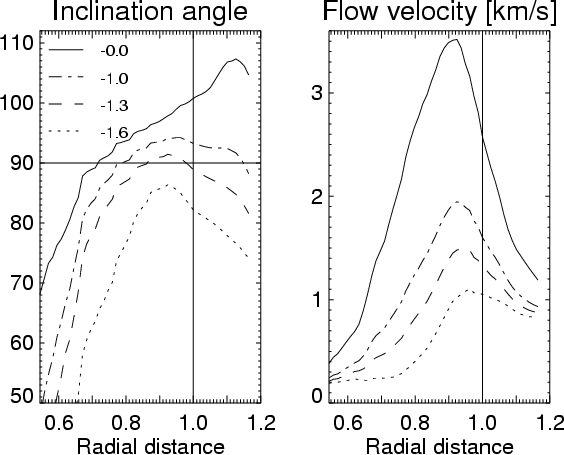 Inclination angle
110
100
90
80
70
60
50
-0.0
-1.0
-1.3
-1.6
0.6 0.8 1.0 1.2
Radial distance
Flow velocity [km/s]
3
2
1
0
0.6 0.8 1.0 1.2
Radial distance